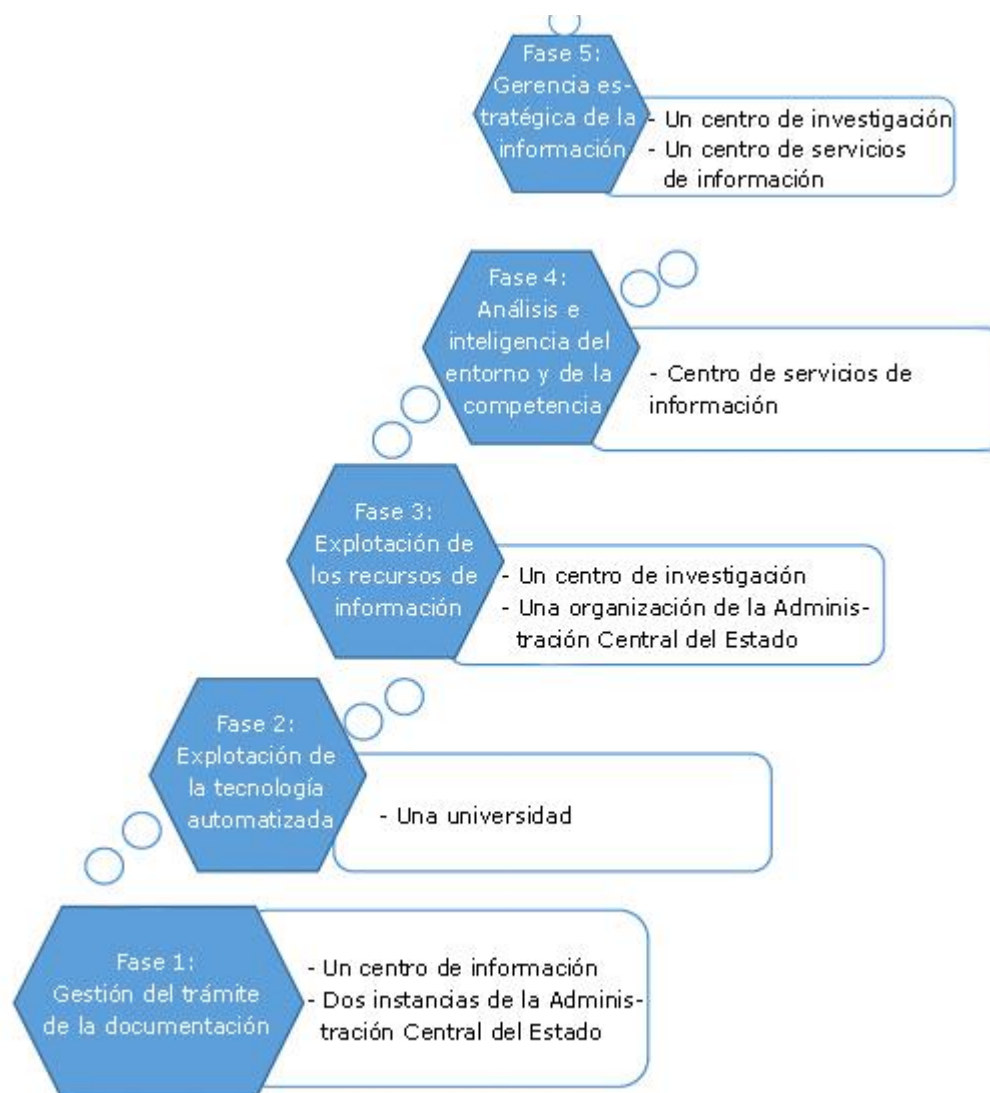 Fase 5:
Gerencia es-
tratégica de la
información
- Un centro de investigación
- Un centro de servicios
de información
Fase 4:
Análisis e
inteligencia del
entorno y de la
competencia
- Centro de servicios de
información
Fase 3:
Explotación de
los recursos de
información
- Un centro de investigación
- Una organización de la Adminis-
tración Central del Estado
Fase 2:
Explotación de
la tecnología
automatizada
- Una universidad
Fase 1:
Gestión del trámite
de la documentación
- Un centro de información
- Dos instancias de la Adminis-
tración Central del Estado